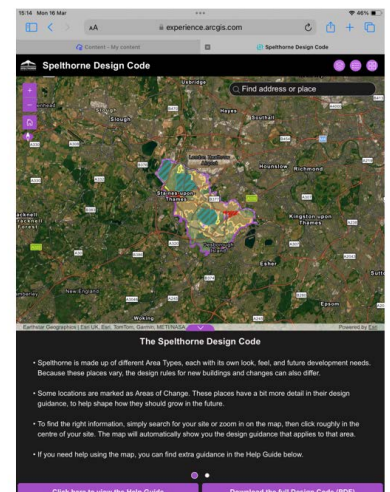 15:14 Mon 16 Mar
46%
AA
experience.arcgis.com
Content - My content
Spelthorne Design Code
Spelthorne Design Code
Find address or place
Uxbridge
Slough
Slough
Hayes
Southall
Hounslow
Richmond
Staines-upon
Thames
Kingston upon
Thames
Esher
New England
Epsom
Woking
Earthstar Geographics | Esri UK, Esri, TomTom, Garmin, METI/NASA,
Powered by Esri
The Spelthorne Design Code
• Spelthorne is made up of different Area Types, each with its own look, feel, and future development needs.
Because these places vary, the design rules for new buildings and changes can also differ.
• Some locations are marked as Areas of Change. These places have a bit more detail in their design
guidance, to help shape how they should grow in the future.
• To find the right information, simply search for your site or zoom in on the map, then click roughly in the
centre of your site. The map will automatically show you the design guidance that applies to that area.
• If you need help using the map, you can find extra guidance in the Help Guide below.
Click here to view the Help Guide
Download the full Design Code (PDF)